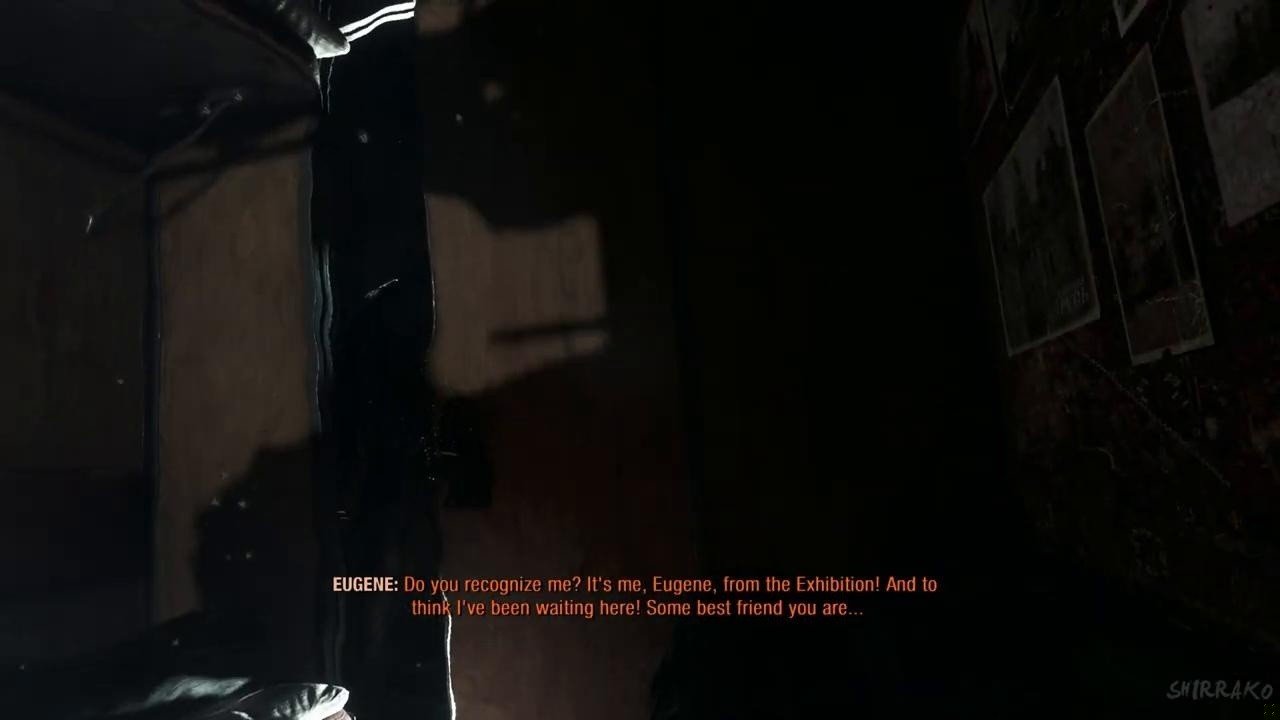 EUGENE: Do you recognize me? It's me, Eugene, from the Exhibition! And to
think I've been waiting here! Some best friend you are...
SHIRRAKO